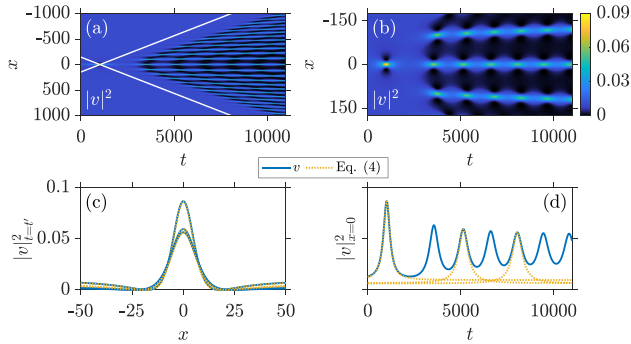 (a)
-1000
x
0
1000
|v|^2
0
5000
10000
t
(b)
-150
x
0
150
|v|^2
0
5000
10000
t
0.09
0.06
0.03
0
v
Eq. (4)
(c)
|v|^2_{t=t'}
0.1
0.05
0
-50
-25
0
25
50
x
(d)
|v|^2_{x=0}
0
5000
10000
t